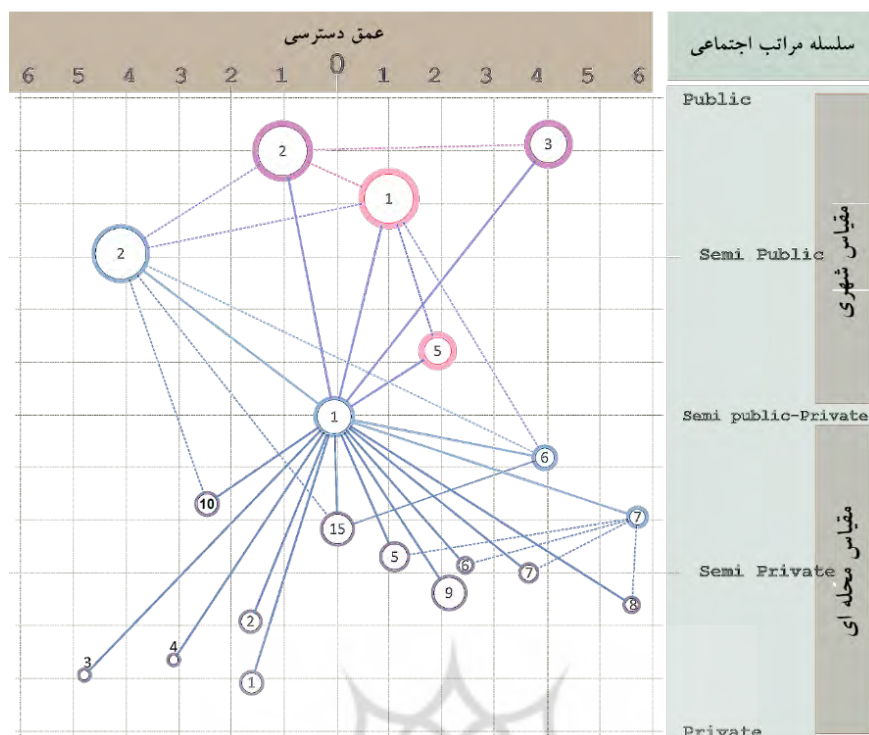 عمق دسترسی
6 5 4 3 2 1 0 1 2 3 4 5 6
سلسله مراتب اجتماعی
Public
2
3
1
مقیاس شهری
2
Semi Public
5
1
Semi public-Private
6
10
15
7
مقیاس محله ای
5
6
7
Semi Private
9
8
2
3
4
1
Private